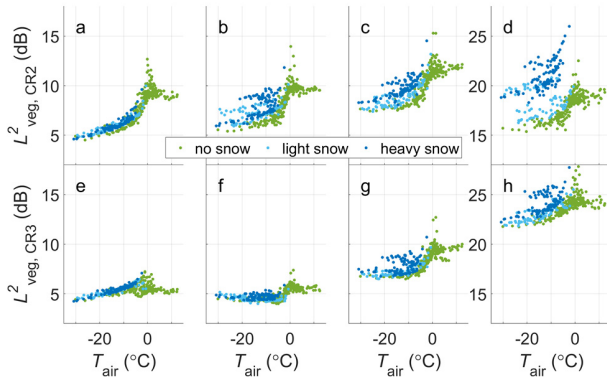 a b c d
15 10 5
25 20 15
L²veg, CR2 (dB)
no snow light snow heavy snow
e f g h
15 10 5
25 20 15
L²veg, CR3 (dB)
-20 0 -20 0 -20 0 -20 0
Tair (°C) Tair (°C) Tair (°C) Tair (°C)